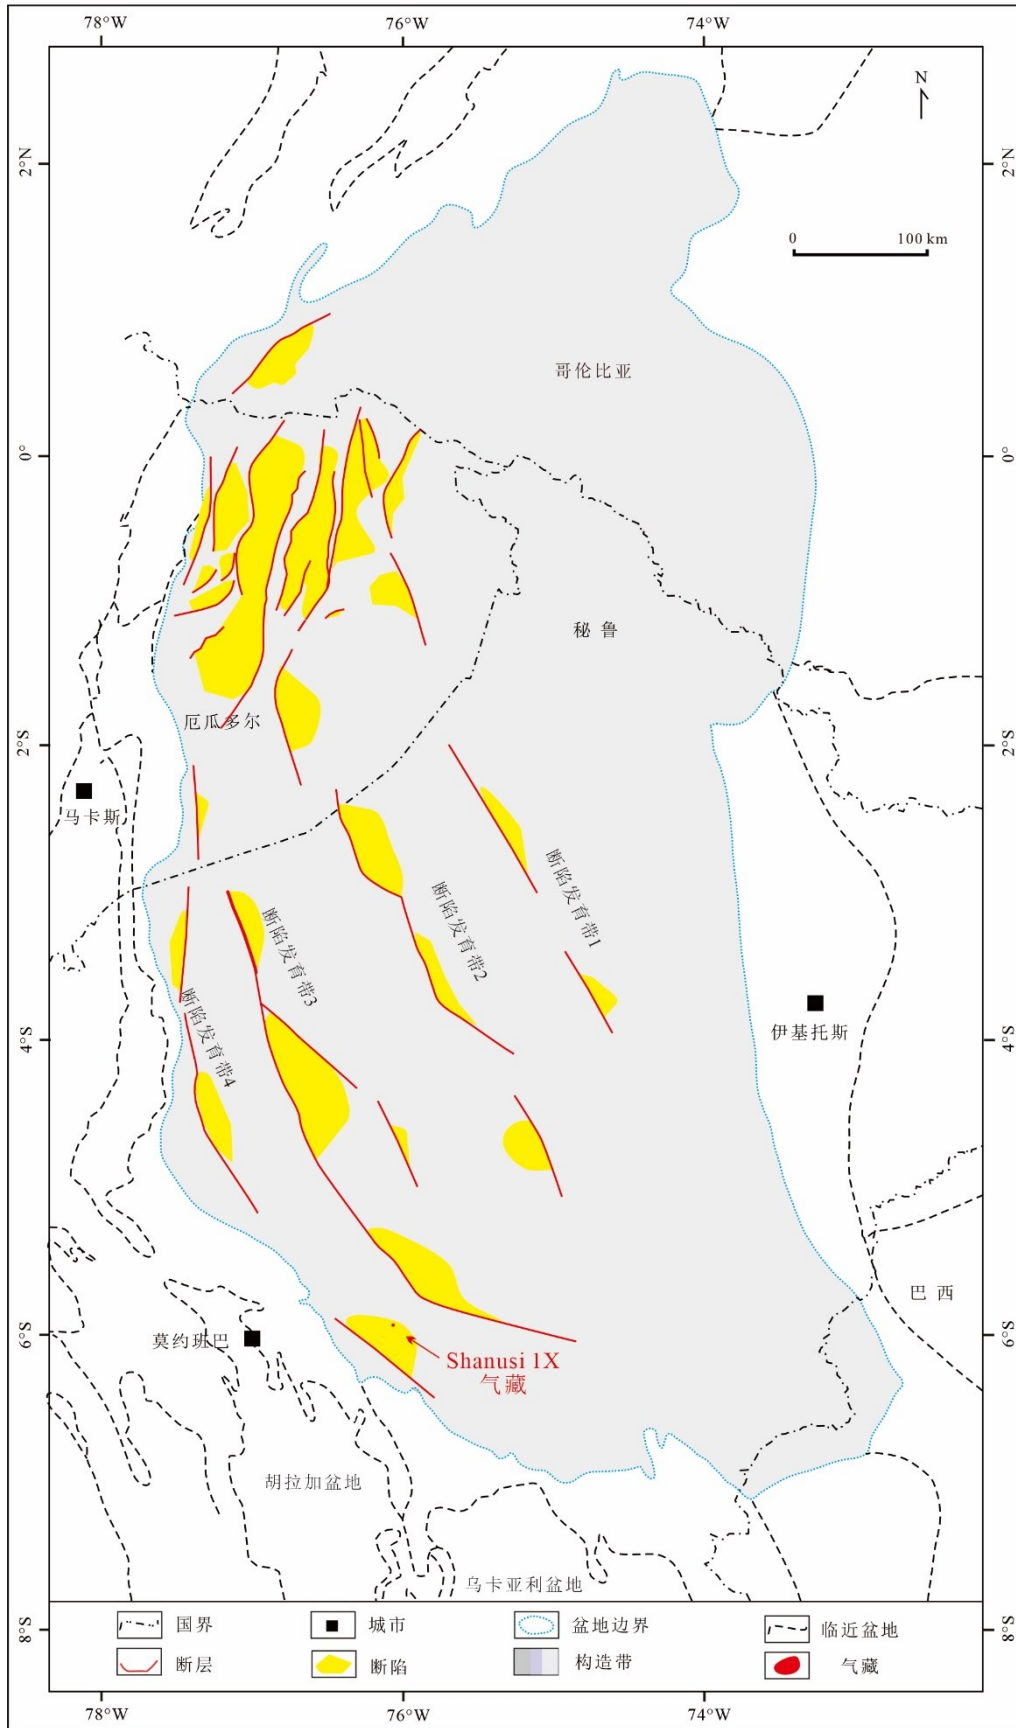 78°W
76°W
74°W
N
2°N
2°N
0
100 km
哥伦比亚
0°
0°
秘 鲁
厄瓜多尔
2°S
2°S
马卡斯
断陷发育带1
断陷发育带2
断陷发育带3
断陷发育带4
伊基托斯
4°S
4°S
巴 西
莫约班巴
6°S
6°S
Shanusi 1X
气藏
胡拉加盆地
乌卡亚利盆地
8°S
8°S
国界
城市
盆地边界
临近盆地
断层
断陷
构造带
气藏
78°W
76°W
74°W